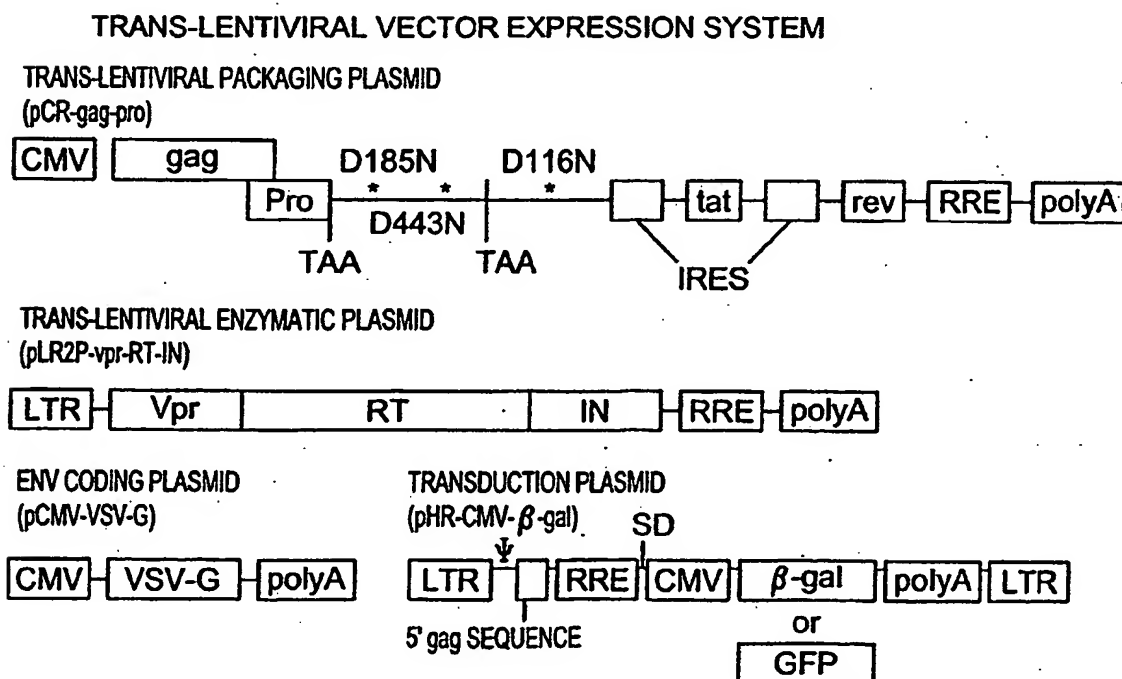 TRANS-LENTIVIRAL VECTOR EXPRESSION SYSTEM
TRANS-LENTIVIRAL PACKAGING PLASMID
(pCR-gag-pro)
CMV gag D185N D116N
* * *
Pro tat rev RRE polyA
D443N
TAA TAA
IRES
TRANS-LENTIVIRAL ENZYMATIC PLASMID
(pLR2P-vpr-RT-IN)
LTR Vpr RT IN RRE polyA
ENV CODING PLASMID
(pCMV-VSV-G)
CMV VSV-G polyA
TRANSDUCTION PLASMID
(pHR-CMV-β-gal)
SD
Ψ
LTR RRE CMV β-gal polyA LTR
5' gag SEQUENCE
or
GFP